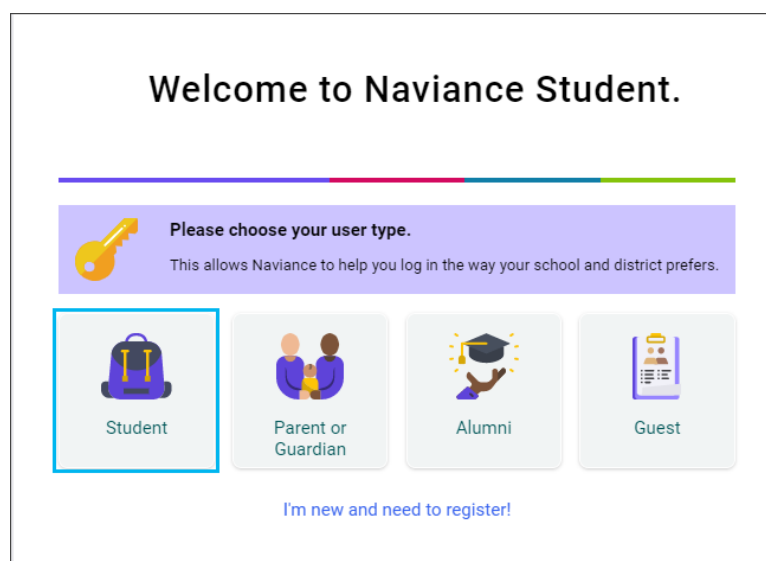 Welcome to Naviance Student.
Please choose your user type.
This allows Naviance to help you log in the way your school and district prefers.
Student
Parent or
Guardian
Alumni
Guest
I'm new and need to register!